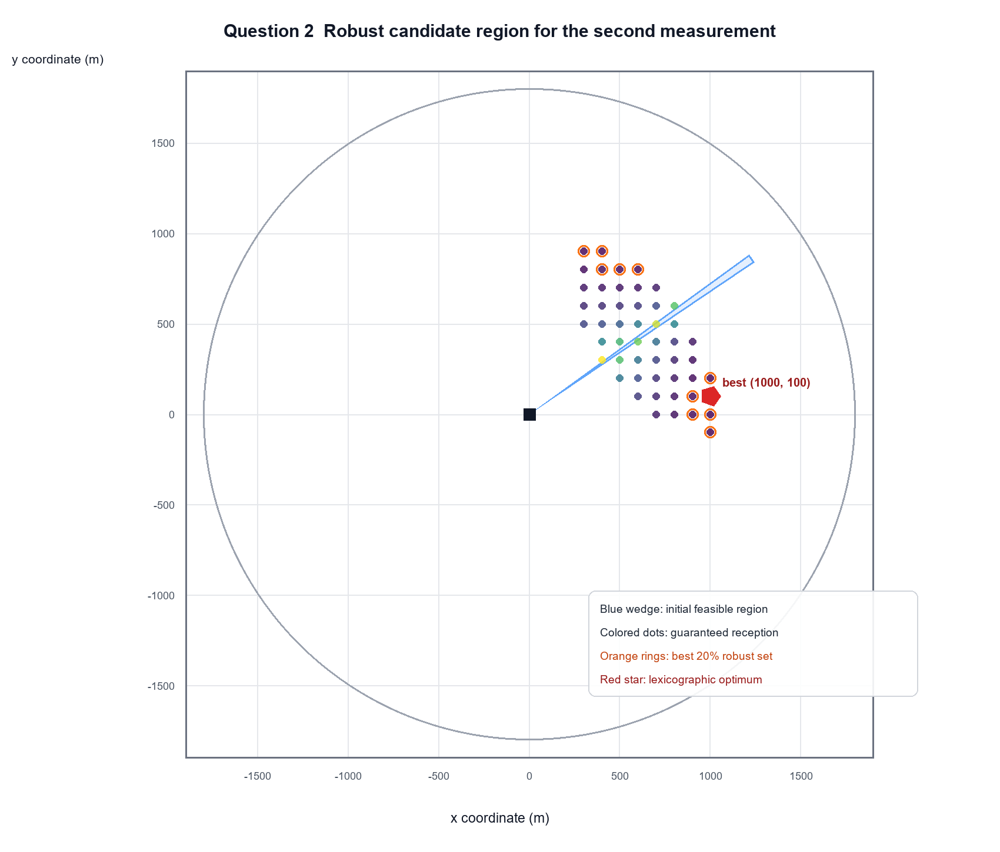 Question 2  Robust candidate region for the second measurement
y coordinate (m)
1500
1000
500
0
-500
-1000
-1500
best (1000, 100)
Blue wedge: initial feasible region
Colored dots: guaranteed reception
Orange rings: best 20% robust set
Red star: lexicographic optimum
-1500 -1000 -500 0 500 1000 1500
x coordinate (m)